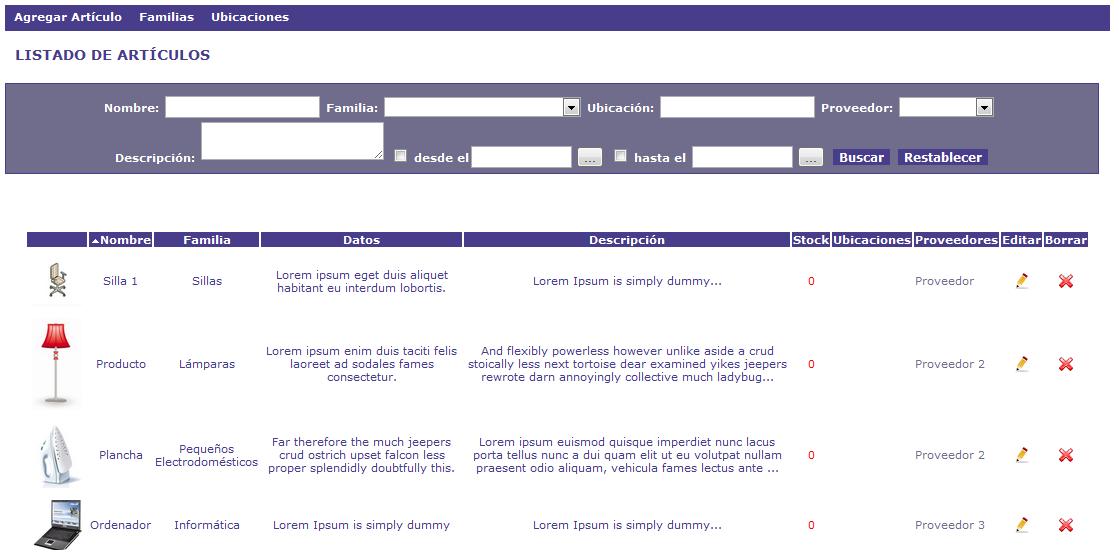 Agregar Artículo Familias Ubicaciones
LISTADO DE ARTÍCULOS
Nombre: Familia: Ubicación: Proveedor:
Descripción: desde el ... hasta el ... Buscar Restablecer
Nombre Familia Datos Descripción Stock Ubicaciones Proveedores Editar Borrar
Lorem ipsum eget duis aliquet
Silla 1 Sillas habitant eu interdum lobortis. Lorem Ipsum is simply dummy... 0 Proveedor
Lorem ipsum enim duis taciti felis And flexibly powerless however unlike aside a crud
Producto Lámparas laoreet ad sodales fames stoically less next tortoise dear examined yikes jeepers 0 Proveedor 2
consectetur. rewrote darn annoyingly collective much ladybug...
Far therefore the much jeepers Lorem ipsum euismod quisque imperdiet nunc lacus
Plancha Pequeños crud ostrich upset falcon less porta tellus nunc a dui quam elit ut eu volutpat nullam 0 Proveedor 2
Electrodomésticos proper splendidly doubtfully this. praesent odio aliquam, vehicula fames lectus ante ...
Ordenador Informática Lorem Ipsum is simply dummy Lorem Ipsum is simply dummy... 0 Proveedor 3